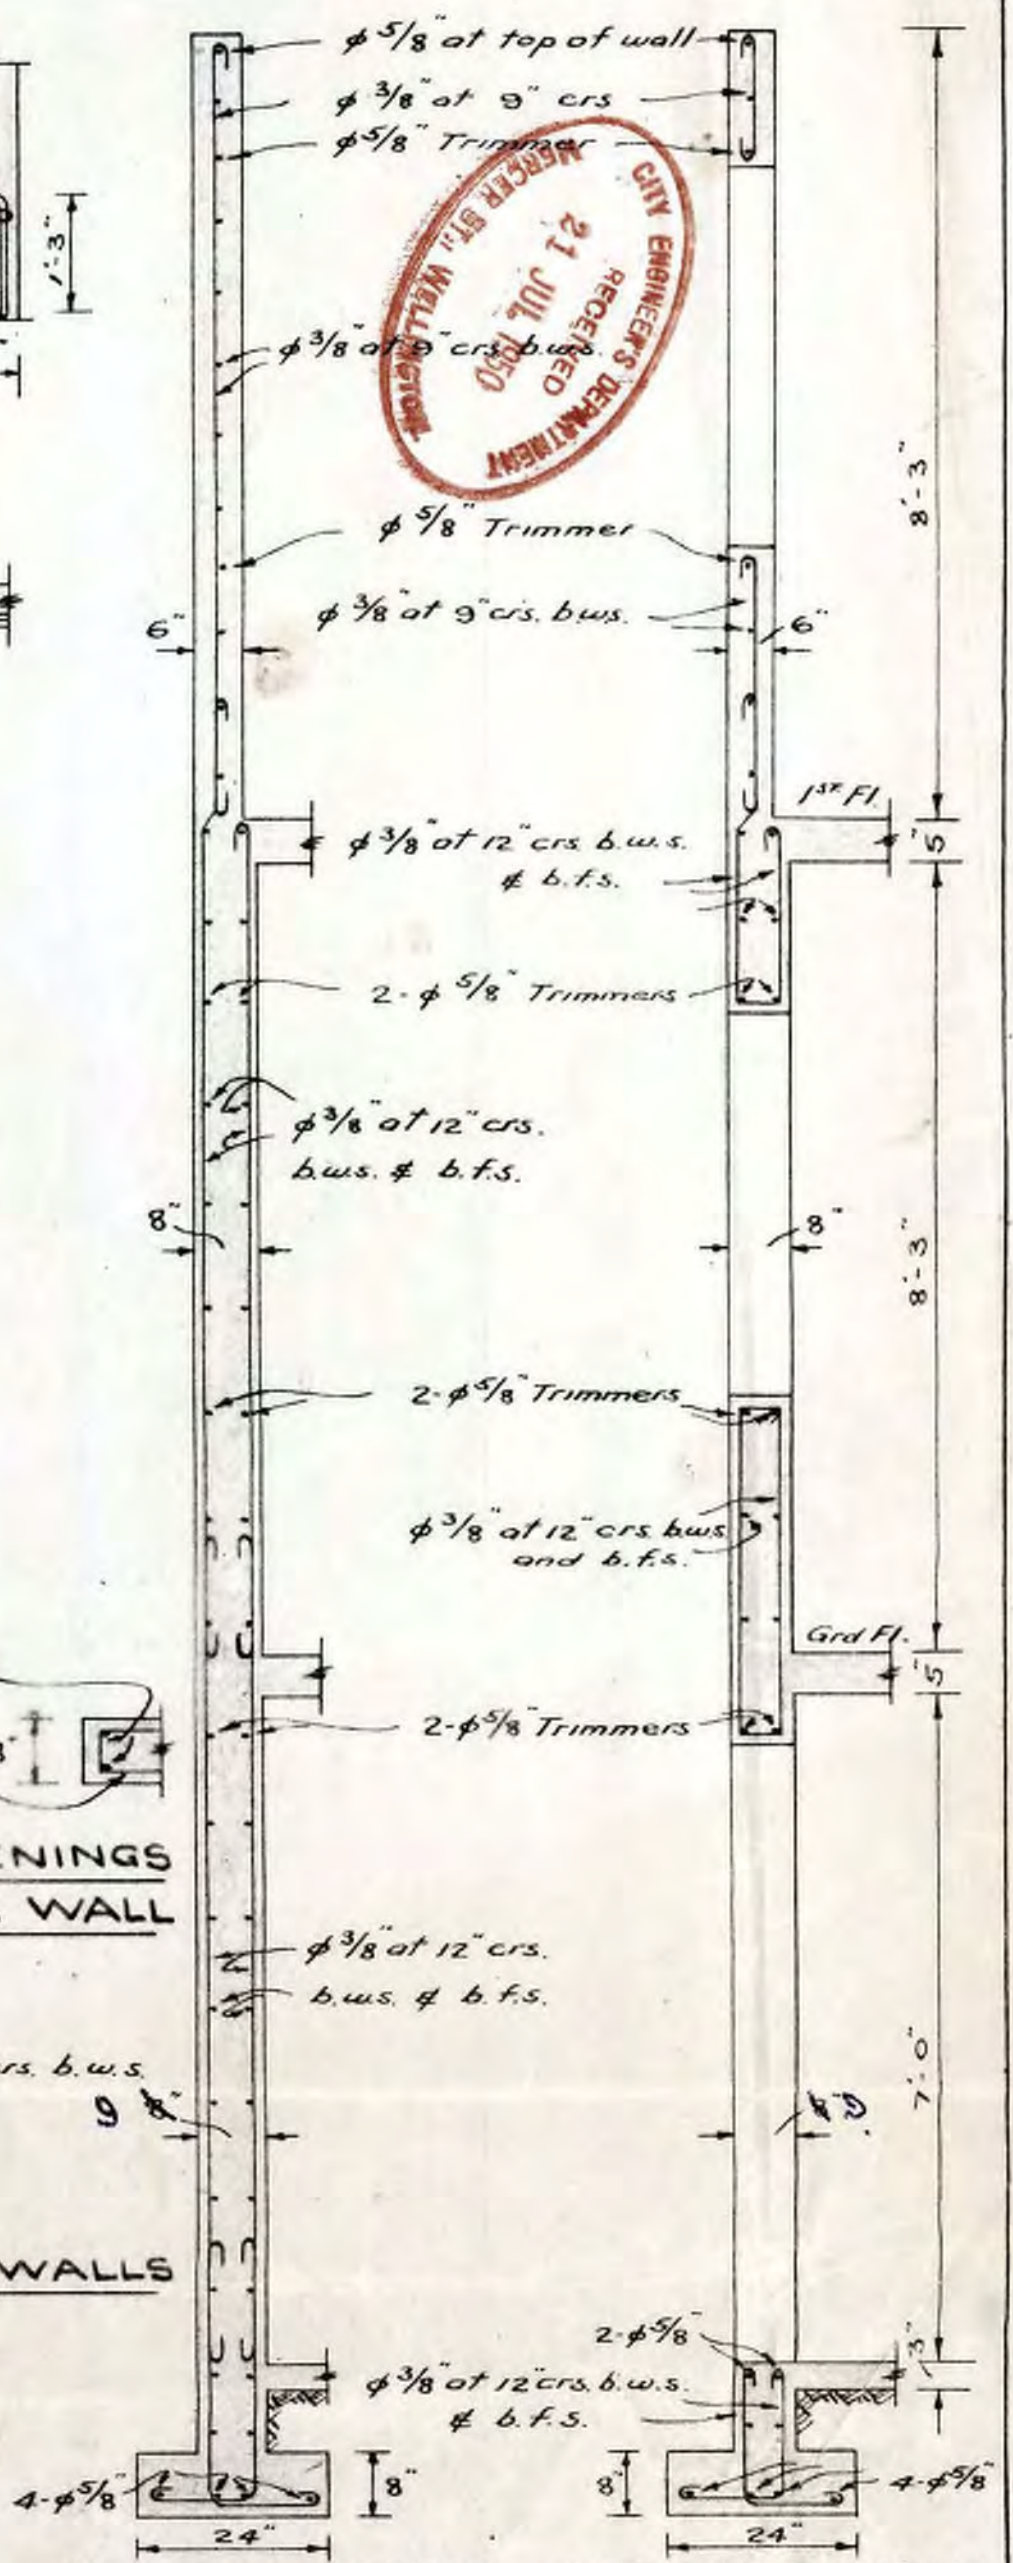 φ 5/8" at top of wall
φ 3/8" at 9" crs
φ 5/8" Trimmer
CITY ENGINEER'S DEPARTMENT
RECEIVED
21 JUL 1950
MERCER ST., WELLINGTON
1'-3"
φ 3/8" at 9" crs b.w.s.
8'-3"
φ 5/8" Trimmer
φ 3/8" at 9" crs. b.w.s.
6"
6"
1ST Fl.
φ 3/8" at 12" crs b.w.s.
& b.f.s.
5"
2-φ 5/8" Trimmers
φ 3/8" at 12" crs.
b.w.s. & b.f.s.
8"
8"
8'-3"
2-φ 5/8" Trimmers
φ 3/8" at 12" crs b.w.s
and b.f.s.
Grd Fl.
5"
2-φ 5/8" Trimmers
ENINGS
WALL
φ 3/8" at 12" crs.
b.w.s. & b.f.s.
rs. b.w.s.
7'-0"
9 8"
9
WALLS
2-φ 5/8"
3"
φ 3/8" at 12" crs. b.w.s.
& b.f.s.
4-φ 5/8"
8"
8"
4-φ 5/8"
24"
24"